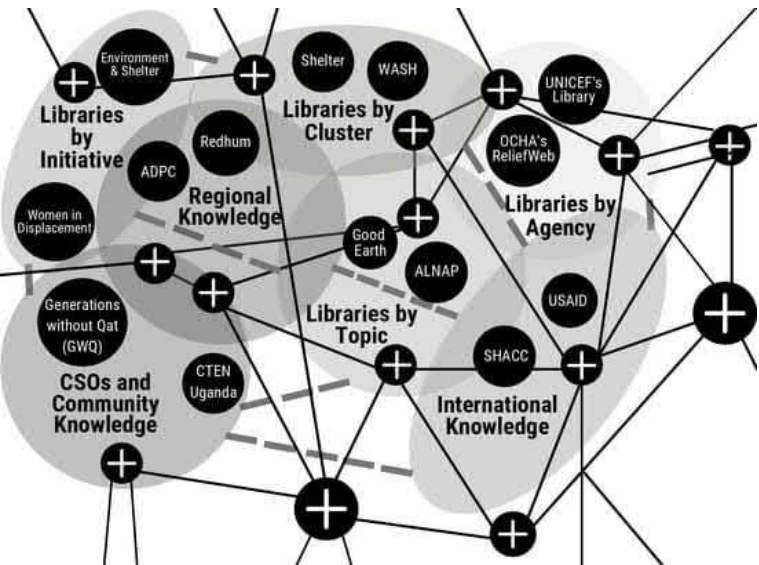 Environment
& Shelter
Shelter
WASH
UNICEF's
Library
Libraries
by
Initiative
Libraries by
Cluster
Redhum
OCHA's
ReliefWeb
ADPC
Regional
Knowledge
Libraries by
Agency
Women in
Displacement
Good
Earth
ALNAP
USAID
Generations
without Qat
(GWQ)
Libraries by
Topic
SHACC
CTEN
Uganda
CSOs and
Community
Knowledge
International
Knowledge